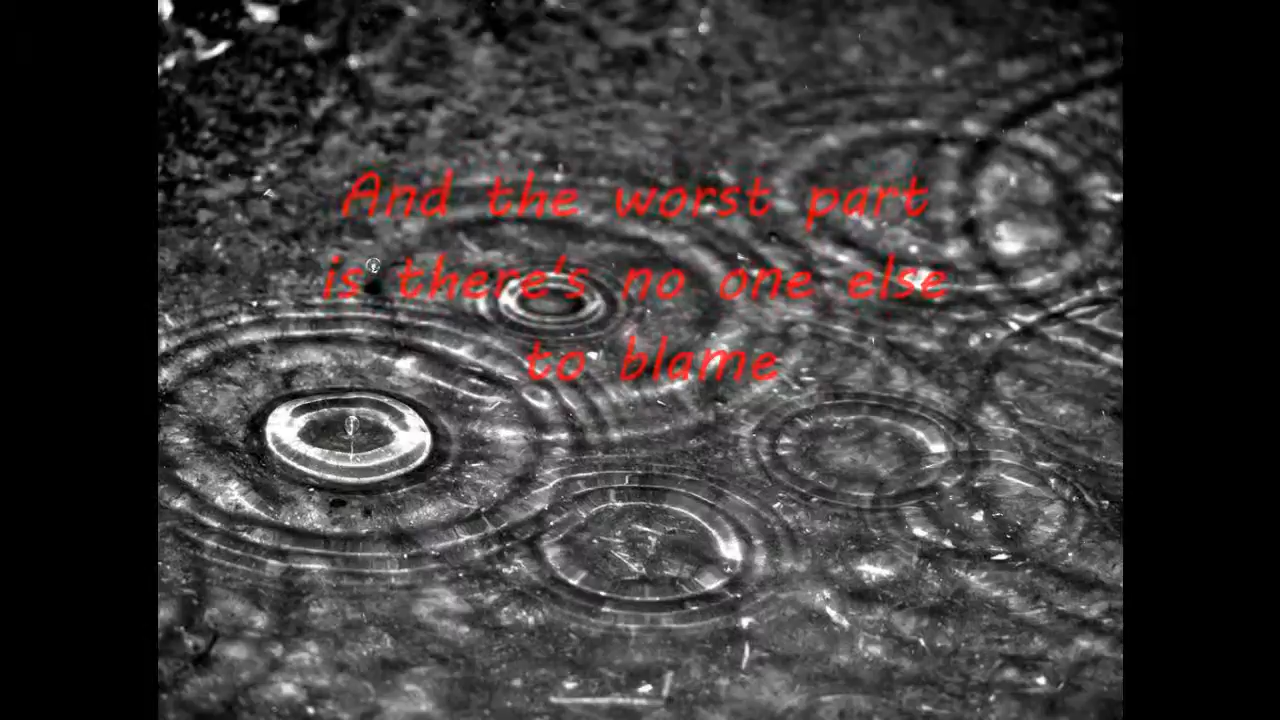 And the worst part
is there's no one else
to blame